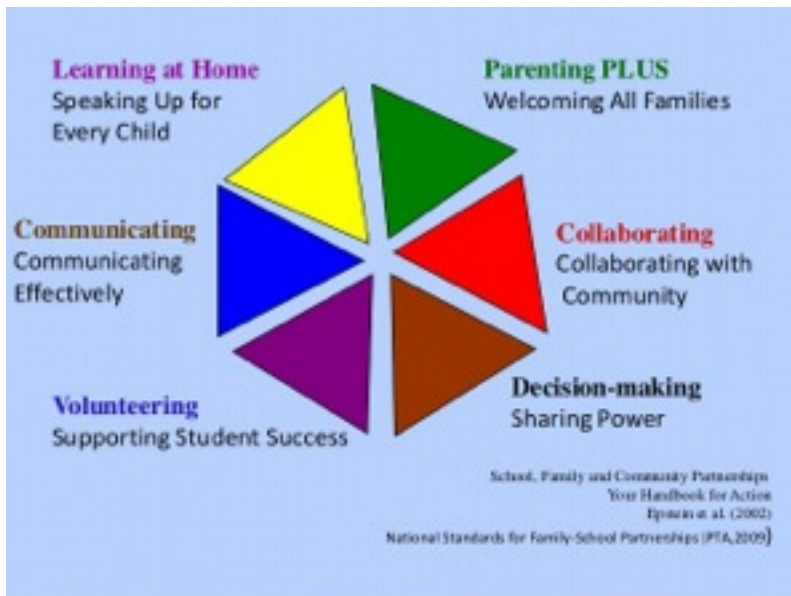 Learning at Home
Speaking Up for
Every Child
Parenting PLUS
Welcoming All Families
Communicating
Communicating
Effectively
Collaborating
Collaborating with
Community
Volunteering
Supporting Student Success
Decision-making
Sharing Power
School, Family and Community Partnerships
Your Handbook for Action
Epstein et al. (2002)
National Standards for Family-School Partnerships (PTA,2009)